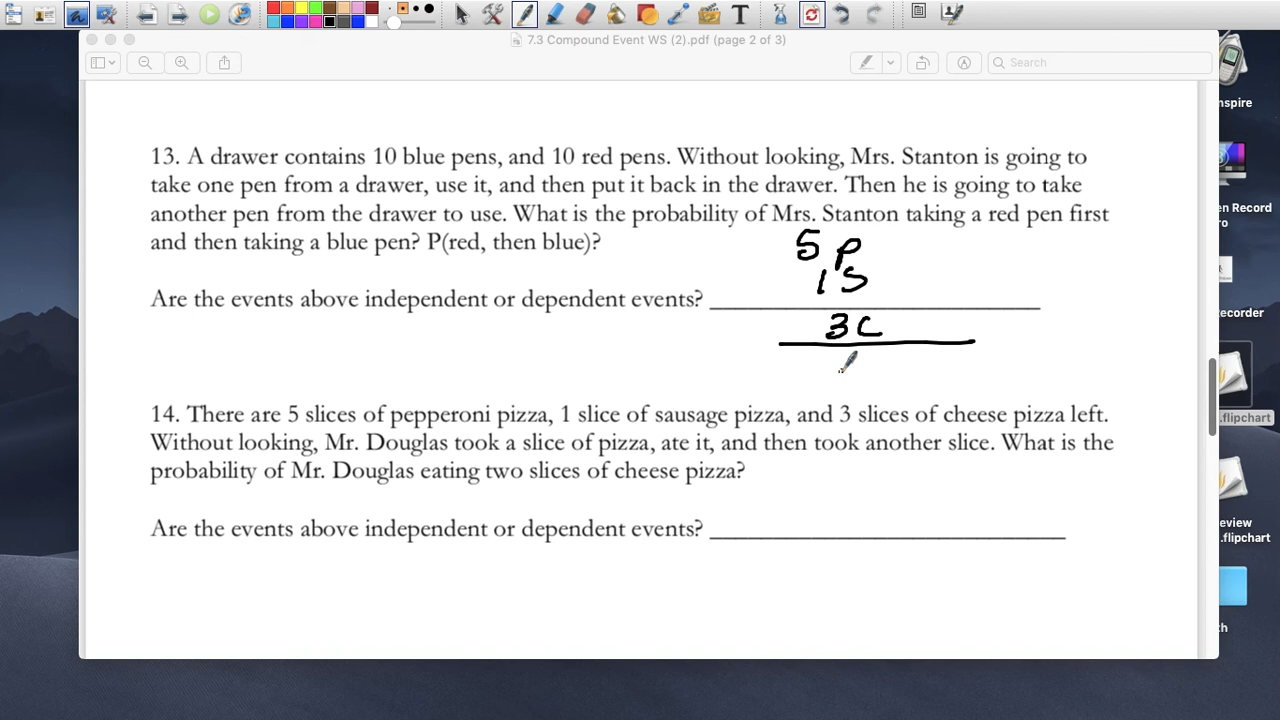 7.3 Compound Event WS (2).pdf (page 2 of 3)
Search
13. A drawer contains 10 blue pens, and 10 red pens. Without looking, Mrs. Stanton is going to
take one pen from a drawer, use it, and then put it back in the drawer. Then he is going to take
another pen from the drawer to use. What is the probability of Mrs. Stanton taking a red pen first
and then taking a blue pen? P(red, then blue)?
5 P
1 S
Are the events above independent or dependent events?
3 C
14. There are 5 slices of pepperoni pizza, 1 slice of sausage pizza, and 3 slices of cheese pizza left.
Without looking, Mr. Douglas took a slice of pizza, ate it, and then took another slice. What is the
probability of Mr. Douglas eating two slices of cheese pizza?
Are the events above independent or dependent events?
nspire
en Record
ro
ecorder
.flipchart
eview
.flipchart
th